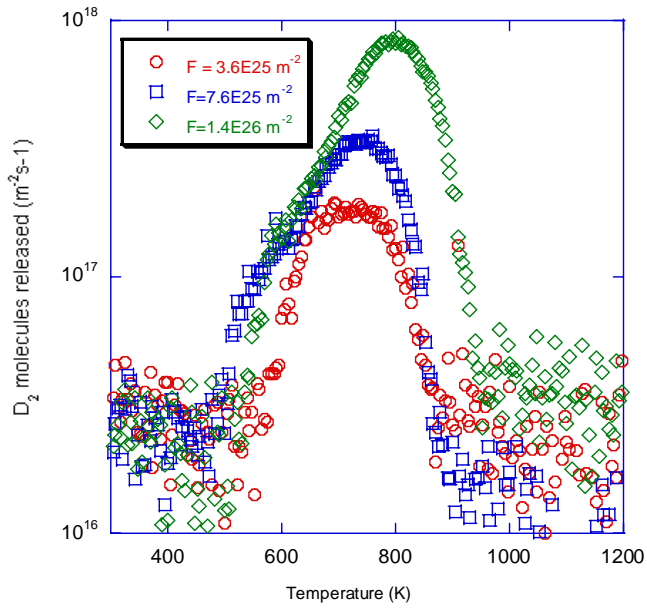 10^18
10^17
10^16
D_2 molecules released (m^-2s-1)
F = 3.6E25 m^-2
F=7.6E25 m^-2
F=1.4E26 m^-2
400 600 800 1000 1200
Temperature (K)